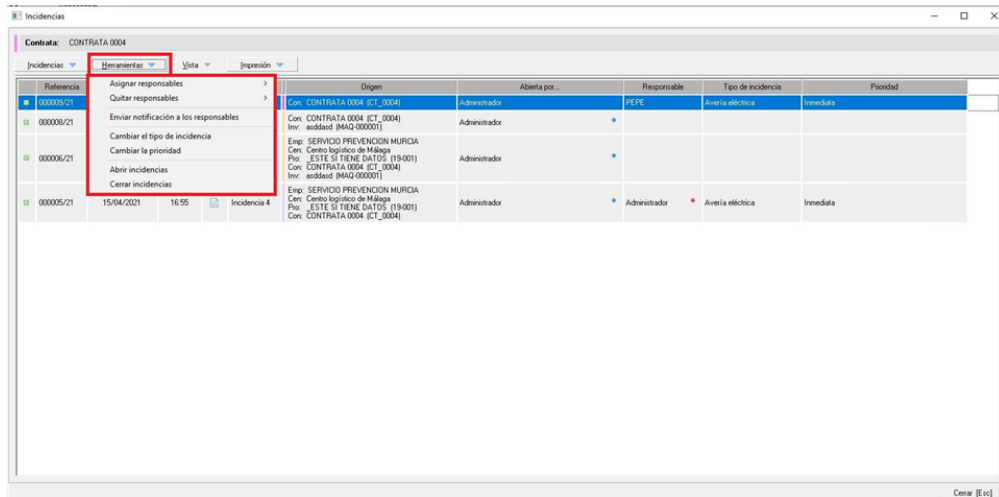 Incidencias
Contrata: CONTRATA 0004
Incidencias Herramientas Vista Impresión
Referencia Origen Abierta por... Responsable Tipo de incidencia Prioridad
Asignar responsables >
Quitar responsables >
Enviar notificación a los responsables
Cambiar el tipo de incidencia
Cambiar la prioridad
Abrir incidencias
Cerrar incidencias
000009/21 Con: CONTRATA 0004 (CT_0004) Administrador PEPE Avería eléctrica Inmediata
000008/21 Con: CONTRATA 0004 (CT_0004) Administrador
Inv: asddasd (MAQ-000001)
Emp: SERVICIO PREVENCION MURCIA
Cen: Centro logístico de Málaga
000006/21 Pro: _ESTE SI TIENE DATOS (19-001) Administrador
Con: CONTRATA 0004 (CT_0004)
Inv: asddasd (MAQ-000001)
Emp: SERVICIO PREVENCION MURCIA
Cen: Centro logístico de Málaga
000005/21 15/04/2021 16:55 Incidencia 4 Pro: _ESTE SI TIENE DATOS (19-001) Administrador Administrador Avería eléctrica Inmediata
Con: CONTRATA 0004 (CT_0004)
Cerrar [Esc]